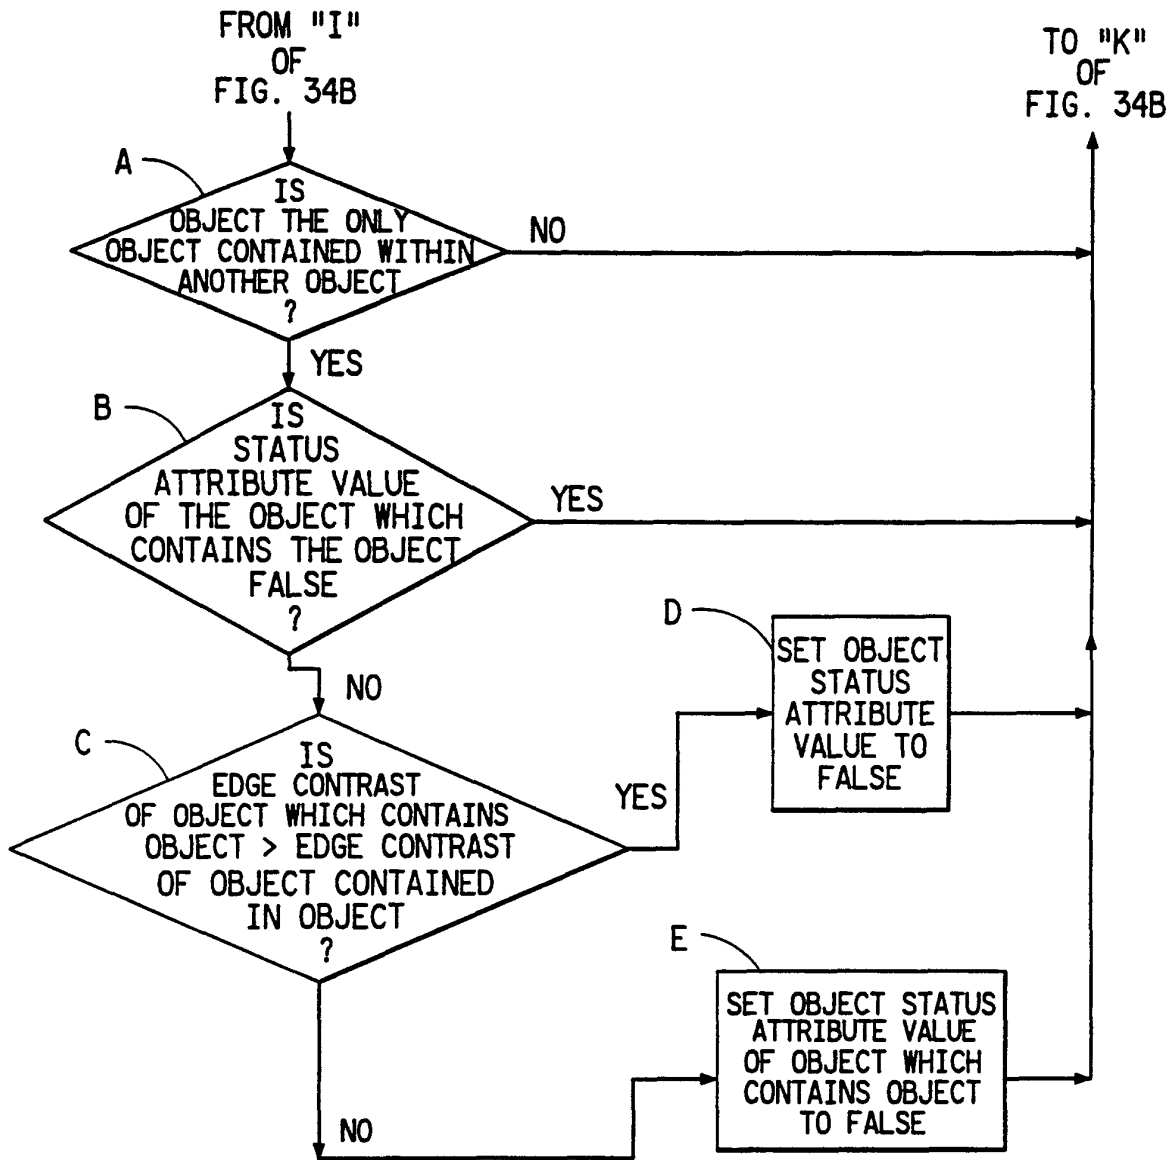 FROM "I"
OF
FIG. 34B
TO "K"
OF
FIG. 34B
A
IS
OBJECT THE ONLY
OBJECT CONTAINED WITHIN
ANOTHER OBJECT
?
NO
YES
B
IS
STATUS
ATTRIBUTE VALUE
OF THE OBJECT WHICH
CONTAINS THE OBJECT
FALSE
?
YES
NO
C
IS
EDGE CONTRAST
OF OBJECT WHICH CONTAINS
OBJECT > EDGE CONTRAST
OF OBJECT CONTAINED
IN OBJECT
?
YES
D
SET OBJECT
STATUS
ATTRIBUTE
VALUE TO
FALSE
NO
E
SET OBJECT STATUS
ATTRIBUTE VALUE
OF OBJECT WHICH
CONTAINS OBJECT
TO FALSE